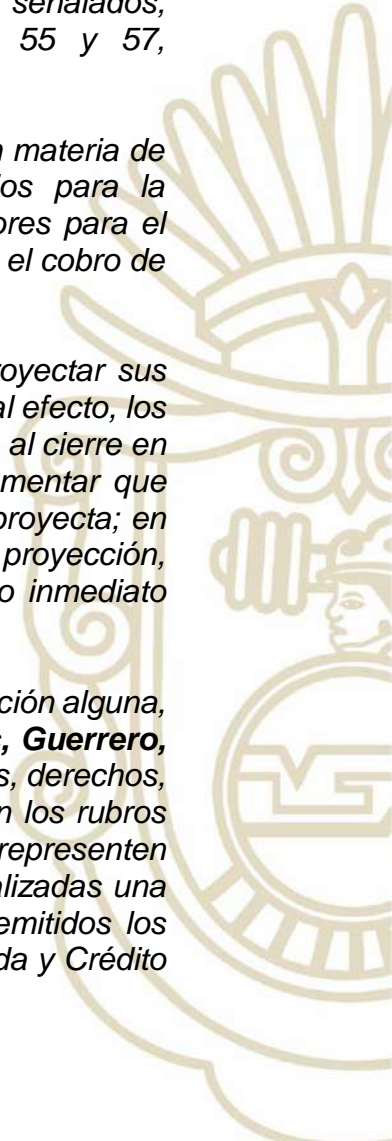 señalados,
55 y 57,
materia de
para la
ores para el
el cobro de
royectar sus
al efecto, los
al cierre en
mentar que
proyecta; en
proyección,
o inmediato
ción alguna,
, Guerrero,
s, derechos,
n los rubros
representen
alizadas una
emitidos los
da y Crédito